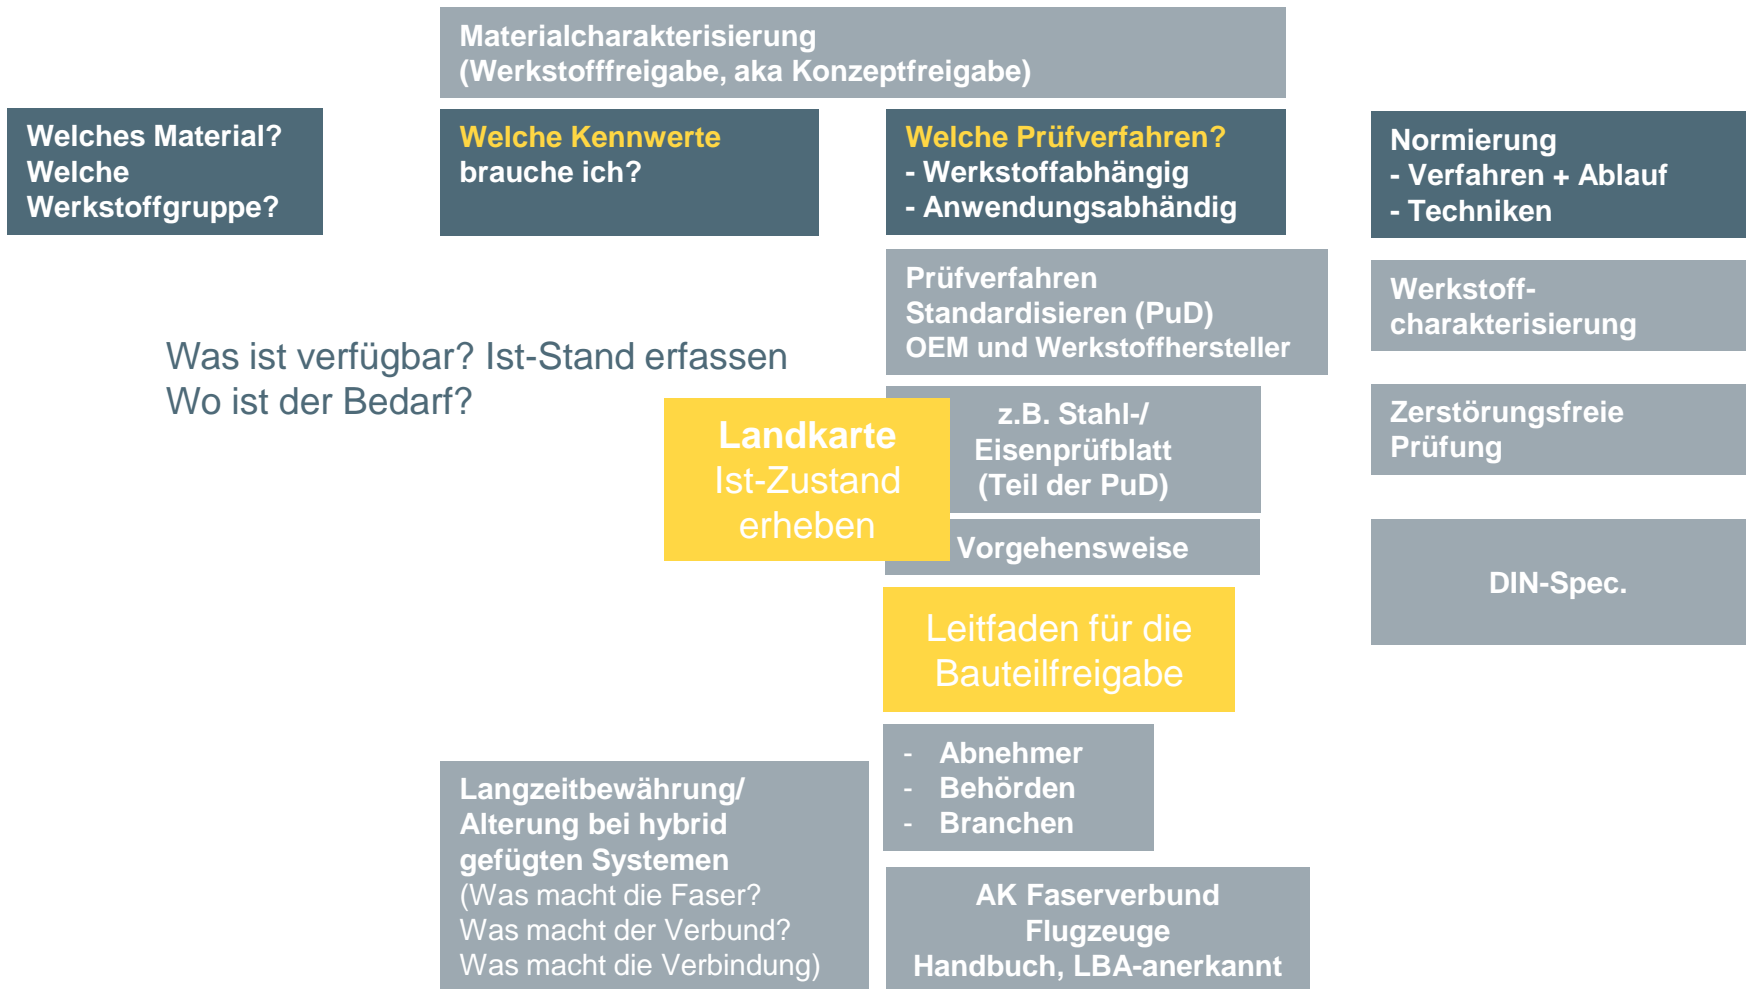 Materialcharakterisierung
(Werkstofffreigabe, aka Konzeptfreigabe)
Welches Material?
Welche
Werkstoffgruppe?
Welche Kennwerte
brauche ich?
Welche Prüfverfahren?
- Werkstoffabhängig
- Anwendungsabhändig
Normierung
- Verfahren + Ablauf
- Techniken
Was ist verfügbar? Ist-Stand erfassen
Wo ist der Bedarf?
Prüfverfahren
Standardisieren (PuD)
OEM und Werkstoffhersteller
Werkstoff-
charakterisierung
Landkarte
Ist-Zustand
erheben
z.B. Stahl-/
Eisenprüfblatt
(Teil der PuD)
Zerstörungsfreie
Prüfung
Vorgehensweise
DIN-Spec.
Leitfaden für die
Bauteilfreigabe
- Abnehmer
- Behörden
- Branchen
Langzeitbewährung/
Alterung bei hybrid
gefügten Systemen
(Was macht die Faser?
Was macht der Verbund?
Was macht die Verbindung)
AK Faserverbund
Flugzeuge
Handbuch, LBA-anerkannt